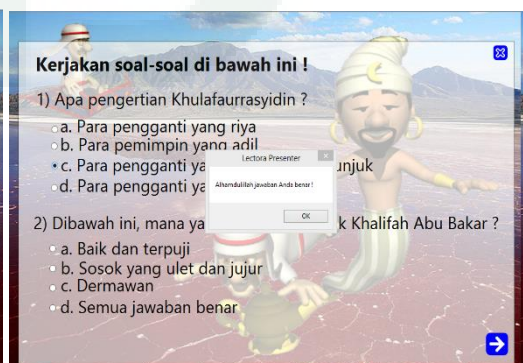 Kerjakan soal-soal di bawah ini !
1) Apa pengertian Khulafaurrasyidin ?
a. Para pengganti yang riya
b. Para pemimpin yang adil
c. Para pengganti ya
unjuk
d. Para pengganti ya
Lectora Presenter
Alhamdulillah jawaban Anda benar !
OK
2) Dibawah ini, mana ya
k Khalifah Abu Bakar ?
a. Baik dan terpuji
b. Sosok yang ulet dan jujur
c. Dermawan
d. Semua jawaban benar